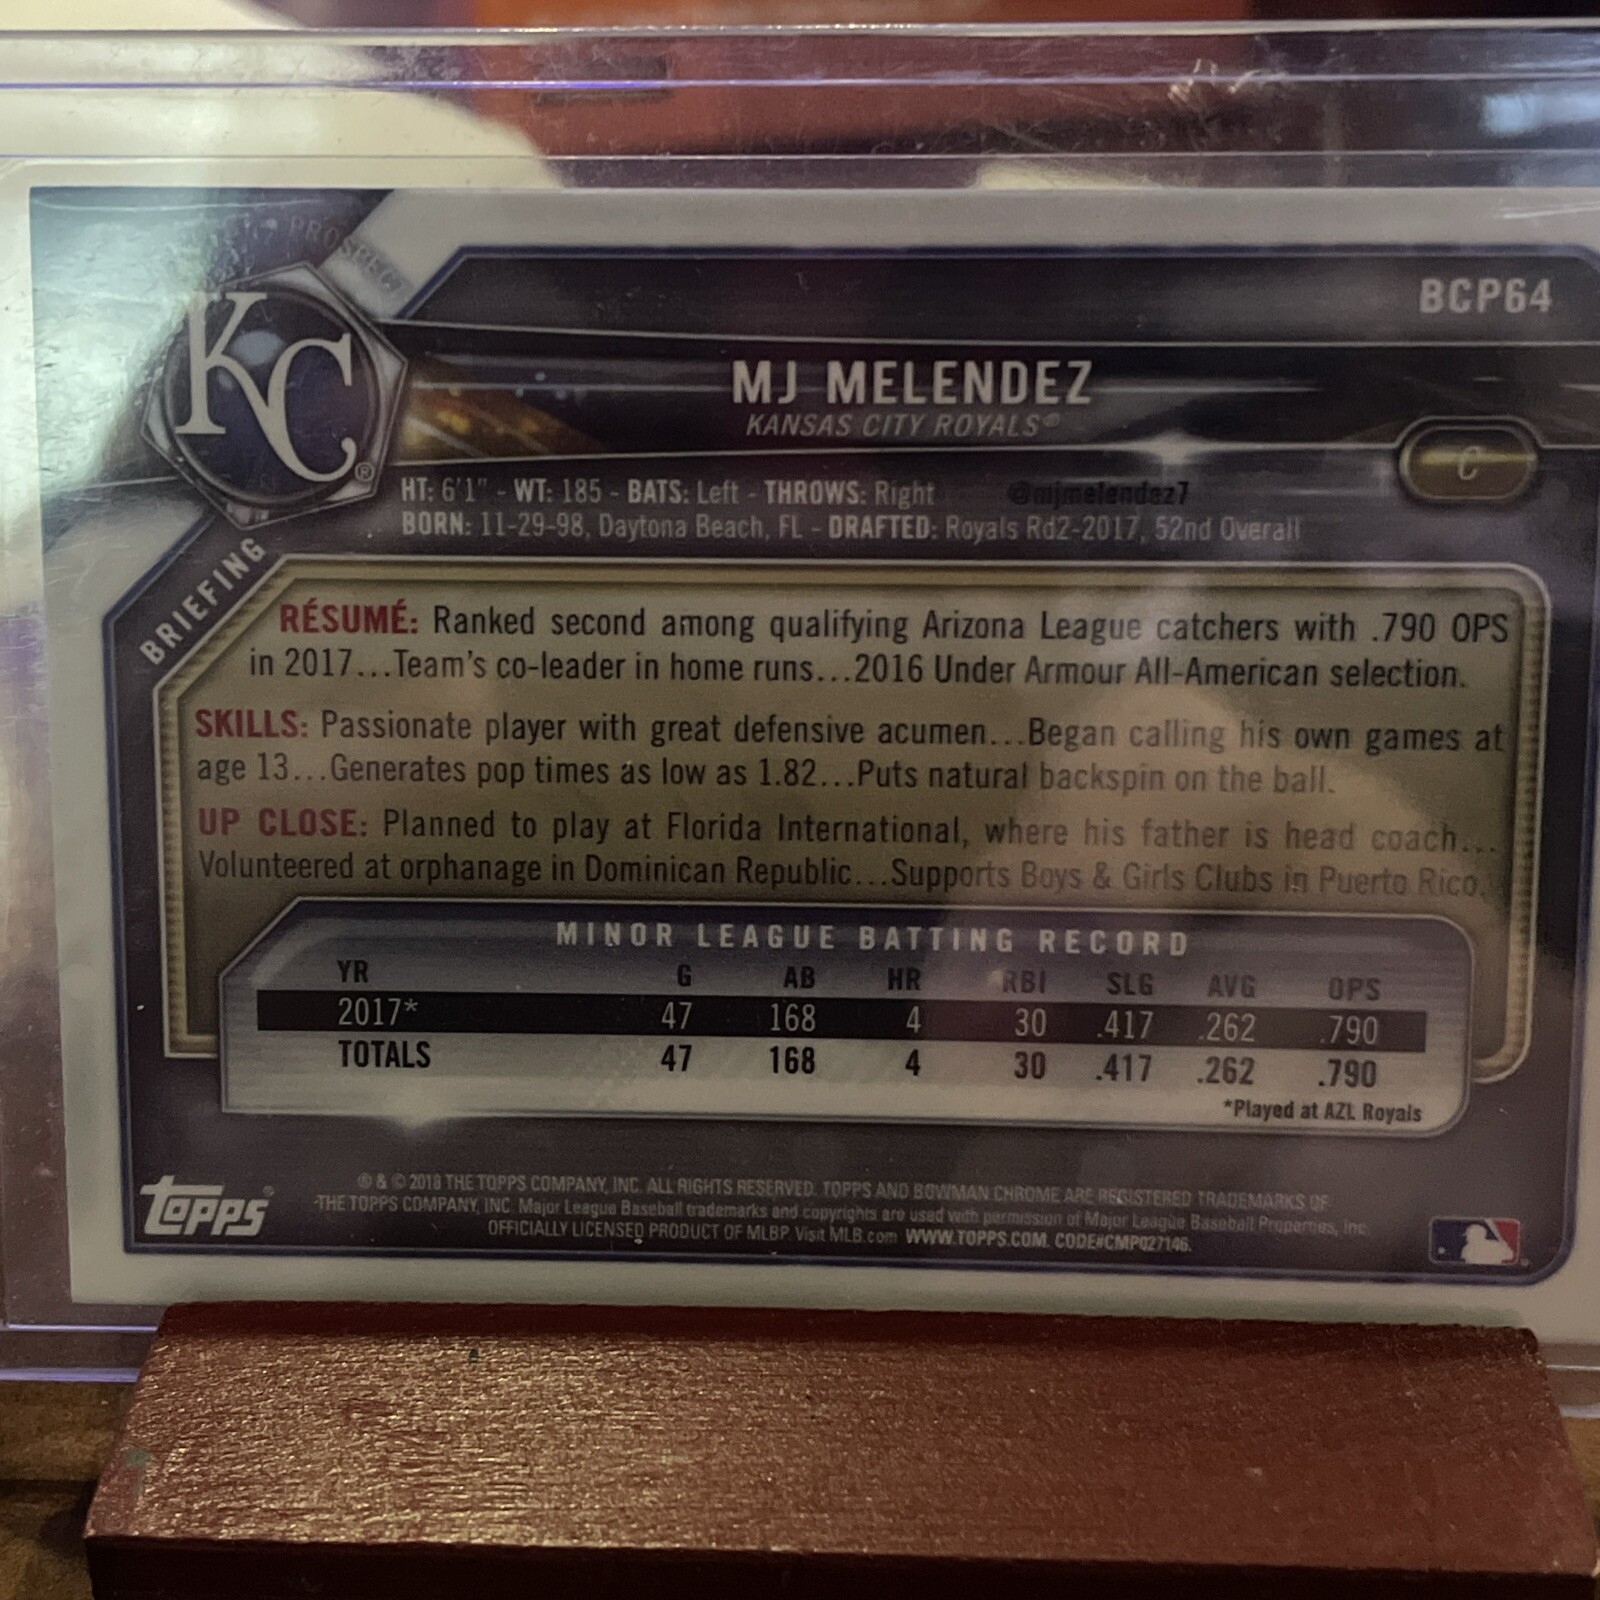 PROSPECT
BCP64
KC®
MJ MELENDEZ
KANSAS CITY ROYALS®
C
HT: 6'1" - WT: 185 - BATS: Left - THROWS: Right @mjmelendez7
BORN: 11-29-98, Daytona Beach, FL - DRAFTED: Royals Rd2-2017, 52nd Overall
BRIEFING
RÉSUMÉ: Ranked second among qualifying Arizona League catchers with .790 OPS
in 2017...Team's co-leader in home runs...2016 Under Armour All-American selection.
SKILLS: Passionate player with great defensive acumen...Began calling his own games at
age 13...Generates pop times as low as 1.82...Puts natural backspin on the ball.
UP CLOSE: Planned to play at Florida International, where his father is head coach...
Volunteered at orphanage in Dominican Republic...Supports Boys & Girls Clubs in Puerto Rico.
MINOR LEAGUE BATTING RECORD
YR G AB HR RBI SLG AVG OPS
2017* 47 168 4 30 .417 .262 .790
TOTALS 47 168 4 30 .417 .262 .790
*Played at AZL Royals
topps®
® & © 2018 THE TOPPS COMPANY, INC. ALL RIGHTS RESERVED. TOPPS AND BOWMAN CHROME ARE REGISTERED TRADEMARKS OF
THE TOPPS COMPANY, INC. Major League Baseball trademarks and copyrights are used with permission of Major League Baseball Properties, Inc.
OFFICIALLY LICENSED PRODUCT OF MLBP. Visit MLB.com WWW.TOPPS.COM. CODE#CMP027146.